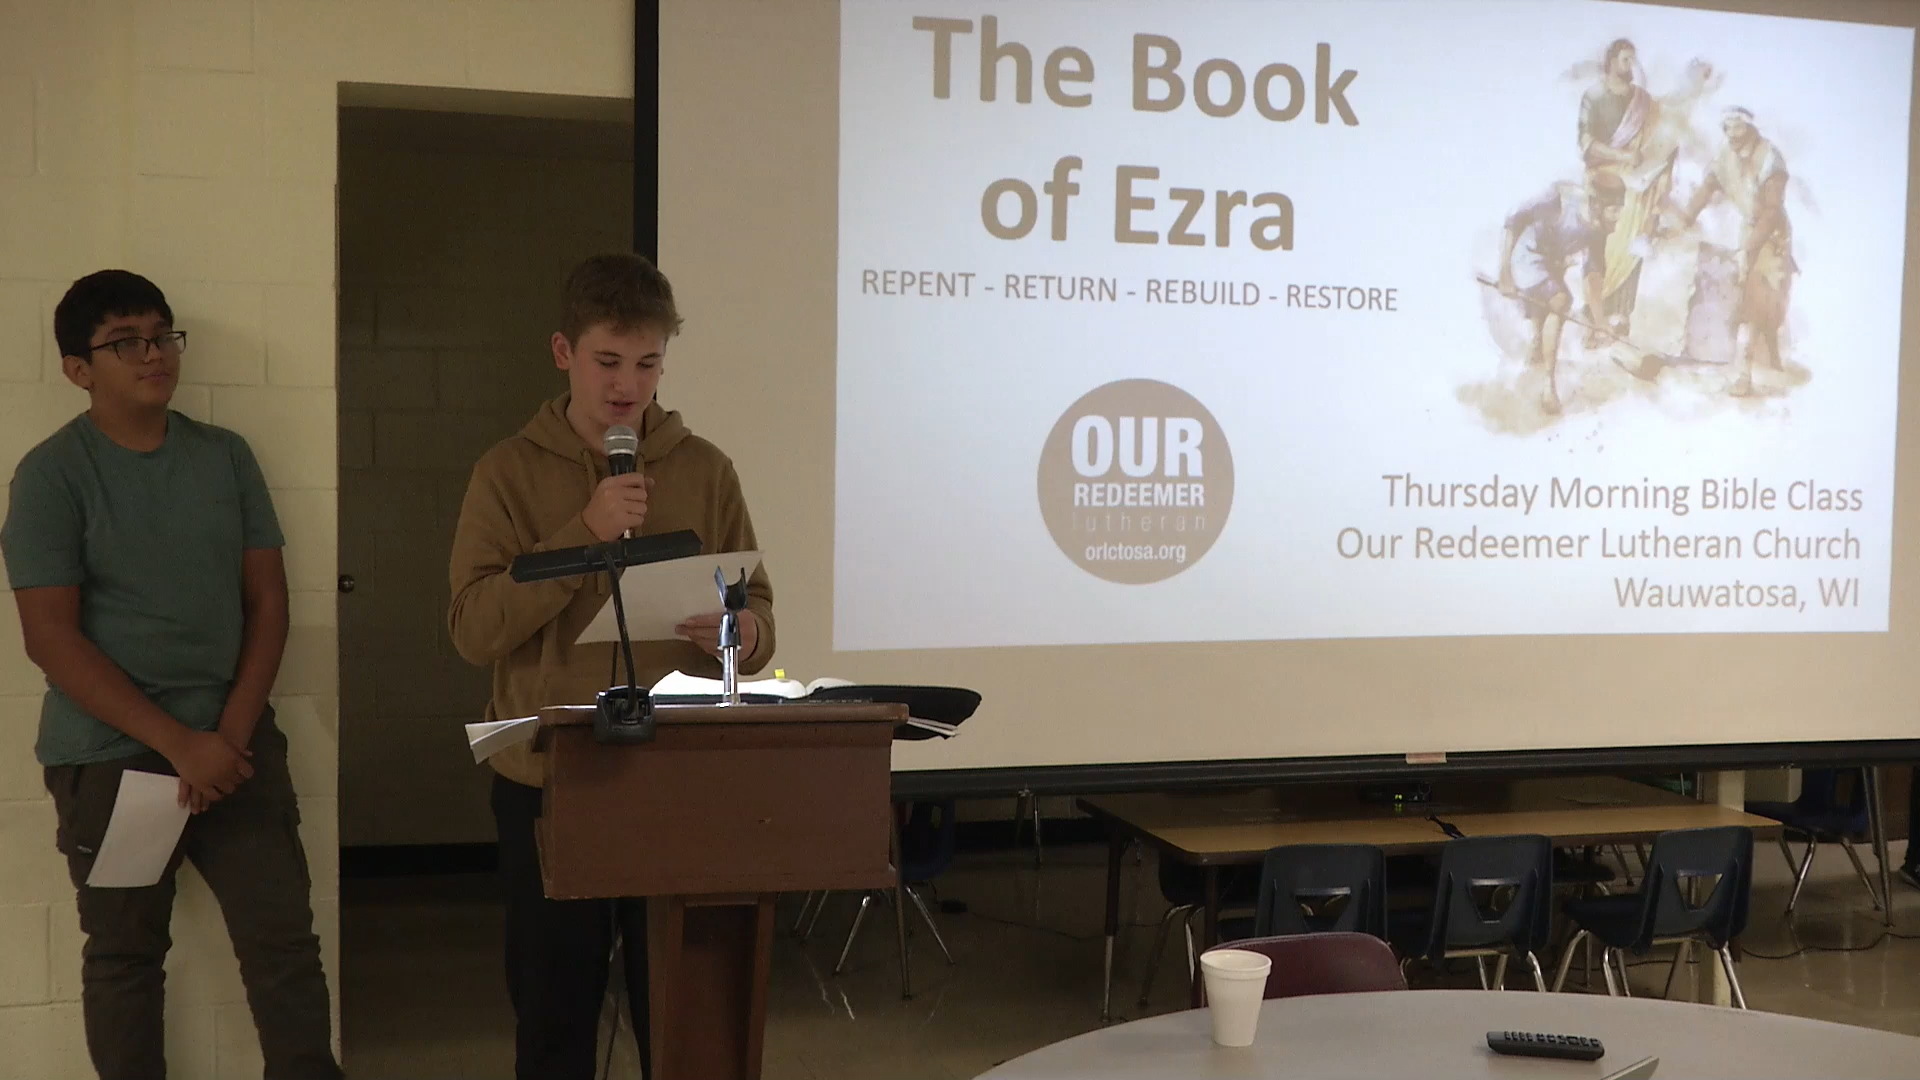 The Book
of Ezra
REPENT - RETURN - REBUILD - RESTORE
OUR
REDEEMER
lutheran
orlctosa.org
Thursday Morning Bible Class
Our Redeemer Lutheran Church
Wauwatosa, WI